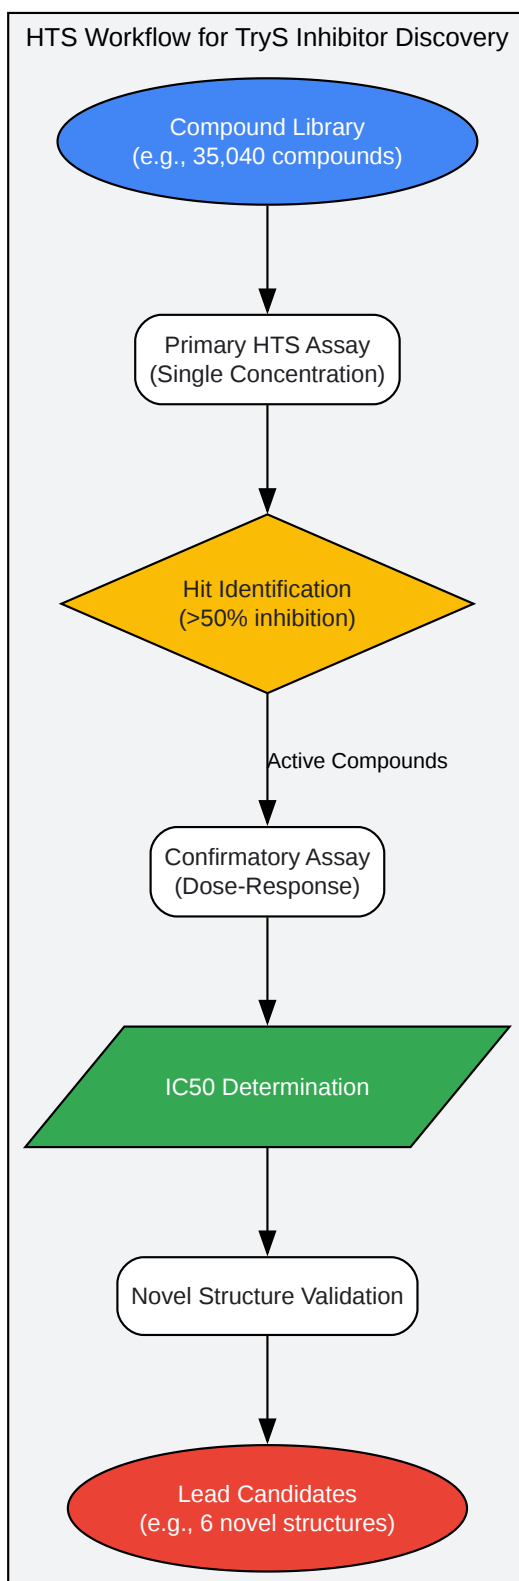 HTS Workflow for TryS Inhibitor Discovery
Compound Library
(e.g., 35,040 compounds)
Primary HTS Assay
(Single Concentration)
Hit Identification
(>50% inhibition)
Active Compounds
Confirmatory Assay
(Dose-Response)
IC50 Determination
Novel Structure Validation
Lead Candidates
(e.g., 6 novel structures)